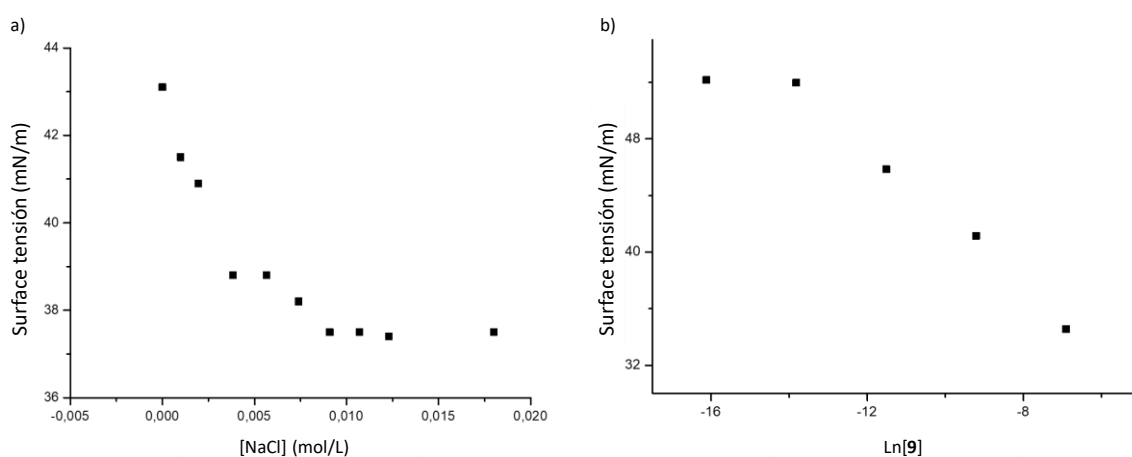 a)
44
42
40
38
36
-0,005
0,000
0,005
0,010
0,015
0,020
Surface tensión (mN/m)
[NaCl] (mol/L)
b)
48
40
32
-16
-12
-8
Surface tensión (mN/m)
Ln[9]